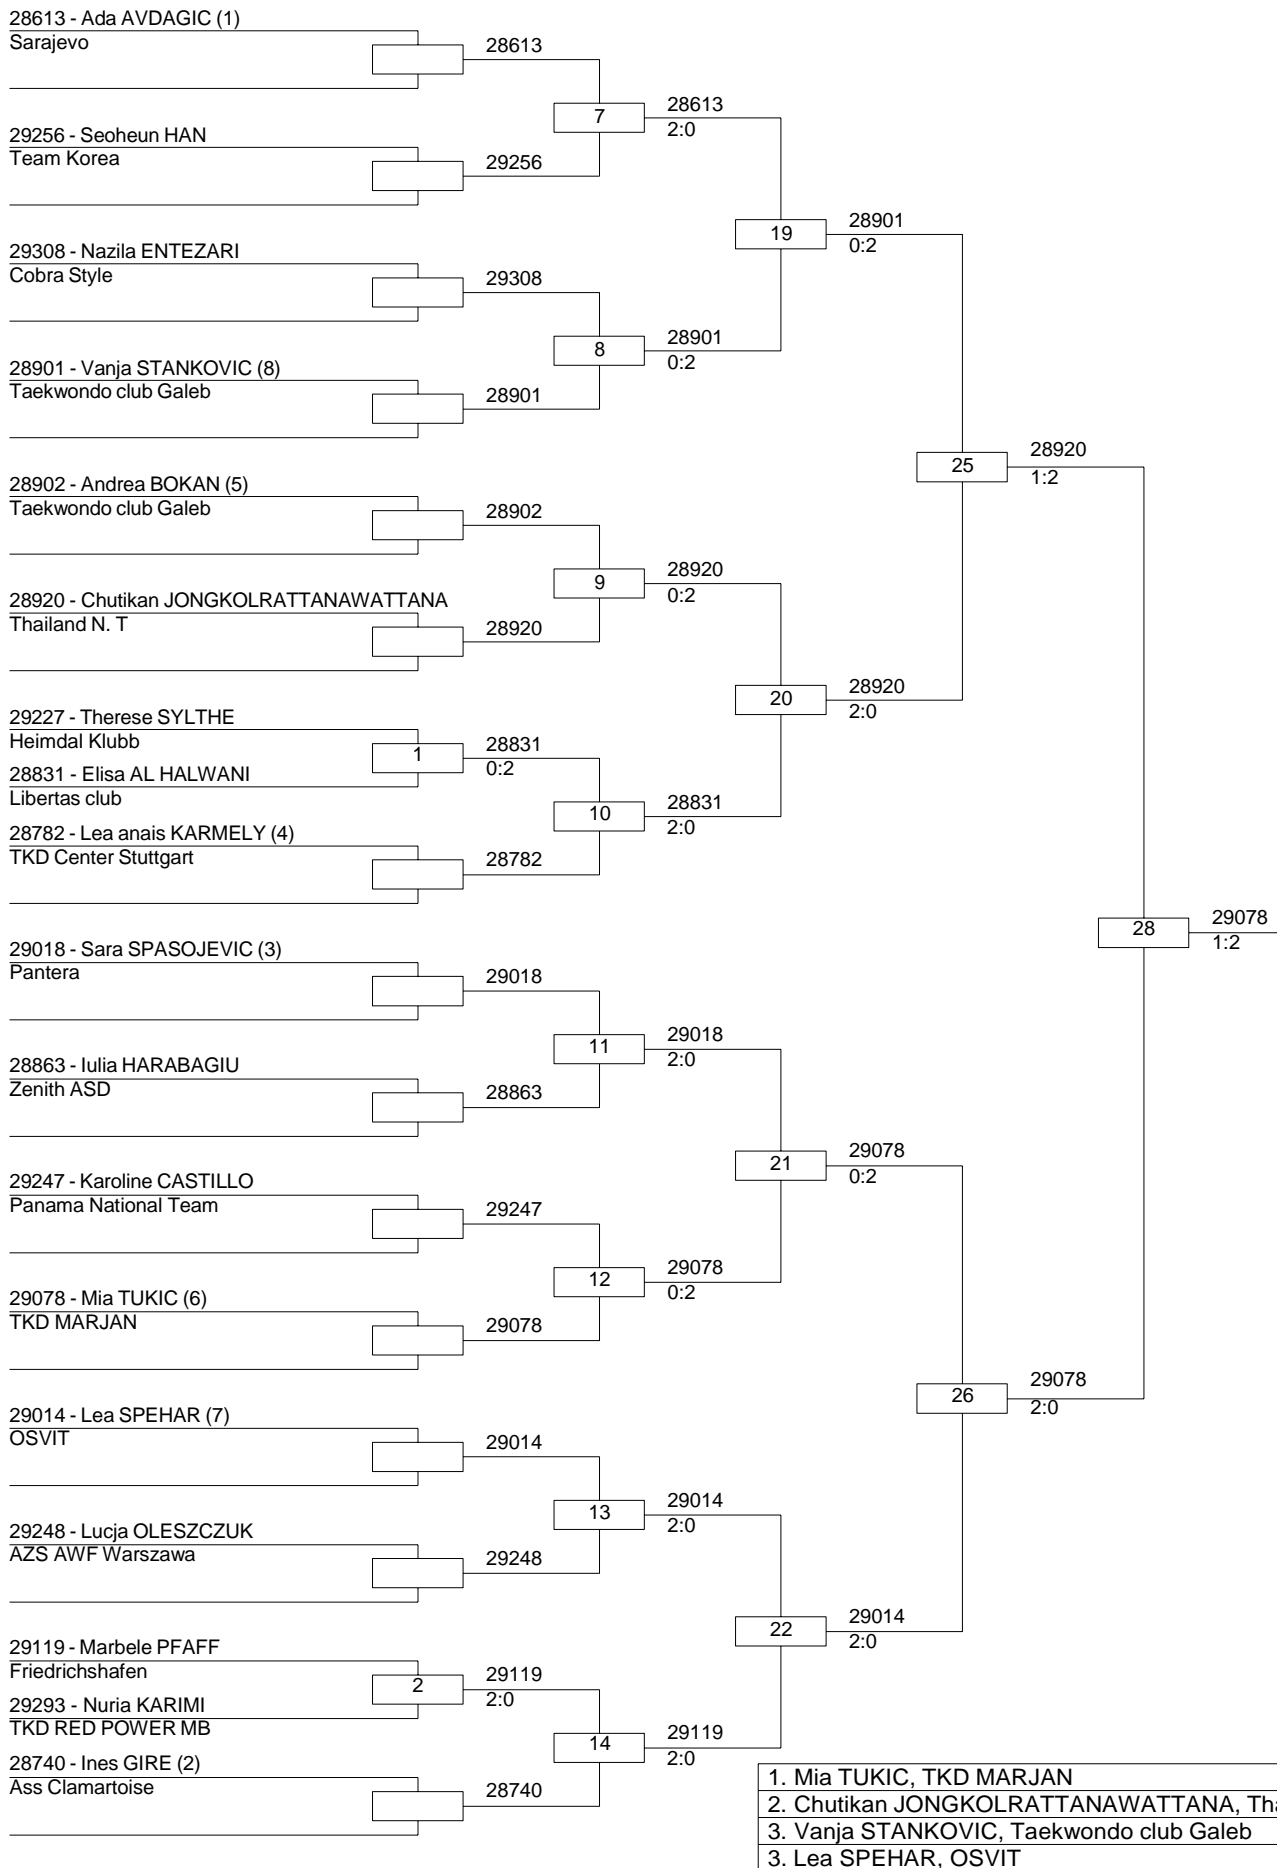 28613 - Ada AVDAGIC (1)
Sarajevo
28613
7
28613
2:0
29256 - Seoheun HAN
Team Korea
29256
19
28901
0:2
29308 - Nazila ENTEZARI
Cobra Style
29308
8
28901
0:2
28901 - Vanja STANKOVIC (8)
Taekwondo club Galeb
28901
25
28920
1:2
28902 - Andrea BOKAN (5)
Taekwondo club Galeb
28902
9
28920
0:2
28920 - Chutikan JONGKOLRATTANAWATTANA
Thailand N. T
28920
20
28920
2:0
29227 - Therese SYLTHE
Heimdal Klubb
1
28831
0:2
28831 - Elisa AL HALWANI
Libertas club
10
28831
2:0
28782 - Lea anais KARMELY (4)
TKD Center Stuttgart
28782
28
29078
1:2
29018 - Sara SPASOJEVIC (3)
Pantera
29018
11
29018
2:0
28863 - Iulia HARABAGIU
Zenith ASD
28863
21
29078
0:2
29247 - Karoline CASTILLO
Panama National Team
29247
12
29078
0:2
29078 - Mia TUKIC (6)
TKD MARJAN
29078
26
29078
2:0
29014 - Lea SPEHAR (7)
OSVIT
29014
13
29014
2:0
29248 - Lucja OLESZCZUK
AZS AWF Warszawa
29248
22
29014
2:0
29119 - Marbele PFAFF
Friedrichshafen
2
29119
2:0
29293 - Nuria KARIMI
TKD RED POWER MB
14
29119
2:0
28740 - Ines GIRE (2)
Ass Clamartoise
28740
1. Mia TUKIC, TKD MARJAN
2. Chutikan JONGKOLRATTANAWATTANA, Tha
3. Vanja STANKOVIC, Taekwondo club Galeb
3. Lea SPEHAR, OSVIT